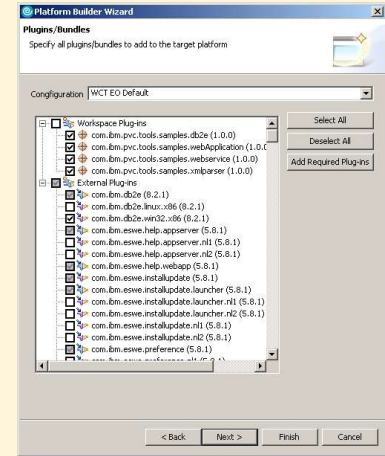 Platform Builder Wizard
Plugins/Bundles
Specify all plugins/bundles to add to the target platform
Congfiguration WCT EO Default
Workspace Plug-ins
com.ibm.pvc.tools.samples.db2e (1.0.0)
com.ibm.pvc.tools.samples.webApplication (1.0.0
com.ibm.pvc.tools.samples.webservice (1.0.0)
com.ibm.pvc.tools.samples.xmlparser (1.0.0)
External Plug-ins
com.ibm.db2e (8.2.1)
com.ibm.db2e.linux.x86 (8.2.1)
com.ibm.db2e.win32.x86 (8.2.1)
com.ibm.eswe.help.appserver (5.8.1)
com.ibm.eswe.help.appserver.nl1 (5.8.1)
com.ibm.eswe.help.appserver.nl2 (5.8.1)
com.ibm.eswe.help.webapp (5.8.1)
com.ibm.eswe.installupdate (5.8.1)
com.ibm.eswe.installupdate.launcher (5.8.1)
com.ibm.eswe.installupdate.launcher.nl1 (5.8.1)
com.ibm.eswe.installupdate.launcher.nl2 (5.8.1)
com.ibm.eswe.installupdate.nl1 (5.8.1)
com.ibm.eswe.installupdate.nl2 (5.8.1)
com.ibm.eswe.preference (5.8.1)
Select All
Deselect All
Add Required Plug-ins
< Back
Next >
Finish
Cancel